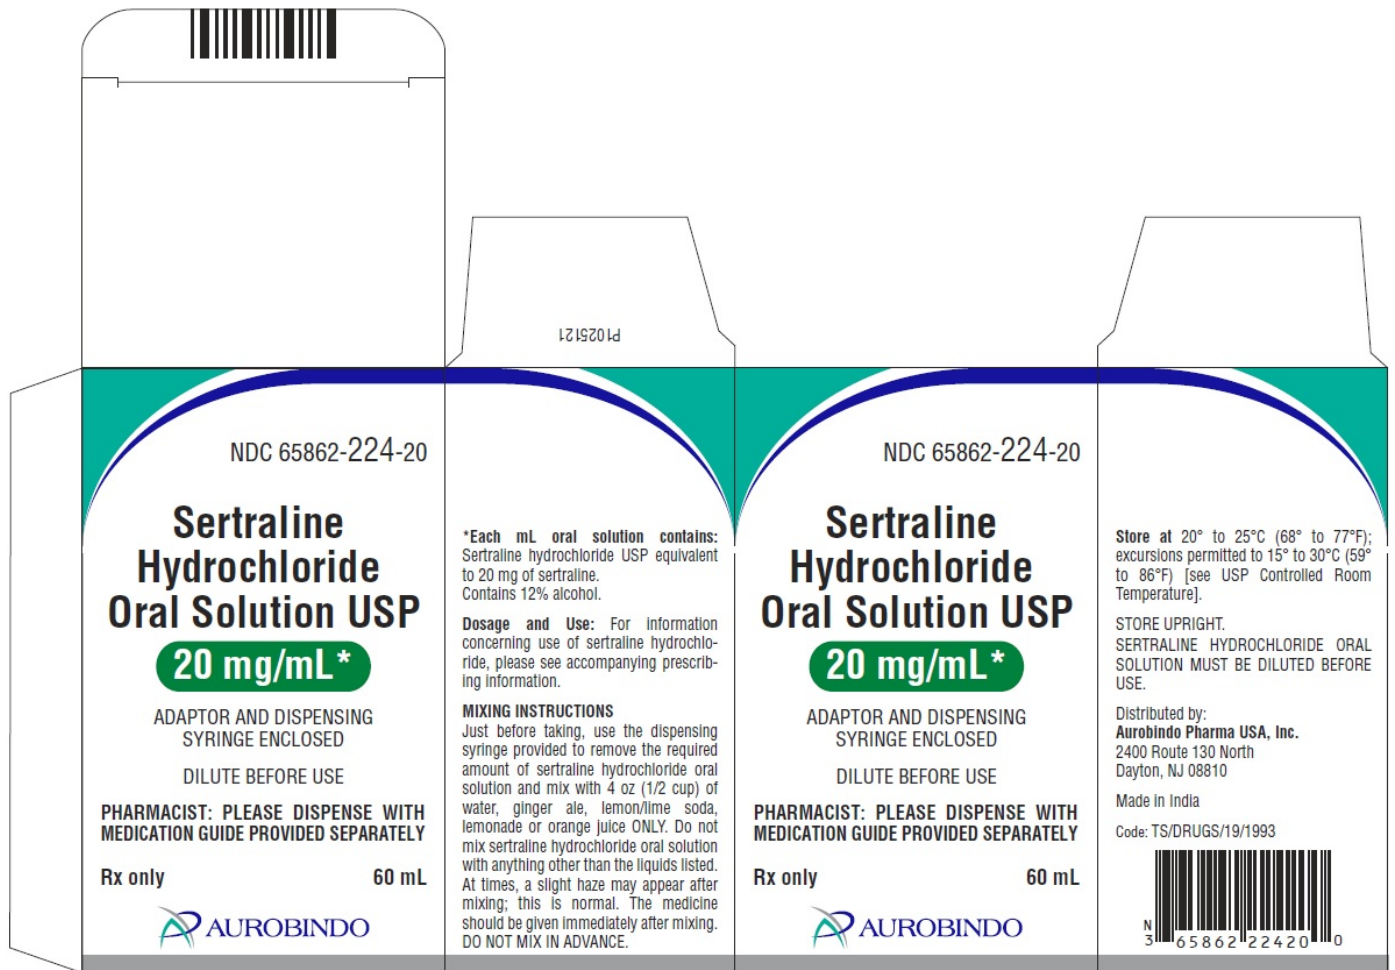 P1025121
NDC 65862-224-20
Sertraline
Hydrochloride
Oral Solution USP
20 mg/mL*
ADAPTOR AND DISPENSING
SYRINGE ENCLOSED
DILUTE BEFORE USE
PHARMACIST: PLEASE DISPENSE WITH
MEDICATION GUIDE PROVIDED SEPARATELY
Rx only 60 mL
AUROBINDO
*Each mL oral solution contains:
Sertraline hydrochloride USP equivalent
to 20 mg of sertraline.
Contains 12% alcohol.
Dosage and Use: For information
concerning use of sertraline hydrochlo-
ride, please see accompanying prescrib-
ing information.
MIXING INSTRUCTIONS
Just before taking, use the dispensing
syringe provided to remove the required
amount of sertraline hydrochloride oral
solution and mix with 4 oz (1/2 cup) of
water, ginger ale, lemon/lime soda,
lemonade or orange juice ONLY. Do not
mix sertraline hydrochloride oral solution
with anything other than the liquids listed.
At times, a slight haze may appear after
mixing; this is normal. The medicine
should be given immediately after mixing.
DO NOT MIX IN ADVANCE.
NDC 65862-224-20
Sertraline
Hydrochloride
Oral Solution USP
20 mg/mL*
ADAPTOR AND DISPENSING
SYRINGE ENCLOSED
DILUTE BEFORE USE
PHARMACIST: PLEASE DISPENSE WITH
MEDICATION GUIDE PROVIDED SEPARATELY
Rx only 60 mL
AUROBINDO
Store at 20° to 25°C (68° to 77°F);
excursions permitted to 15° to 30°C (59°
to 86°F) [see USP Controlled Room
Temperature].
STORE UPRIGHT.
SERTRALINE HYDROCHLORIDE ORAL
SOLUTION MUST BE DILUTED BEFORE
USE.
Distributed by:
Aurobindo Pharma USA, Inc.
2400 Route 130 North
Dayton, NJ 08810
Made in India
Code: TS/DRUGS/19/1993
N
3 65862 22420 0